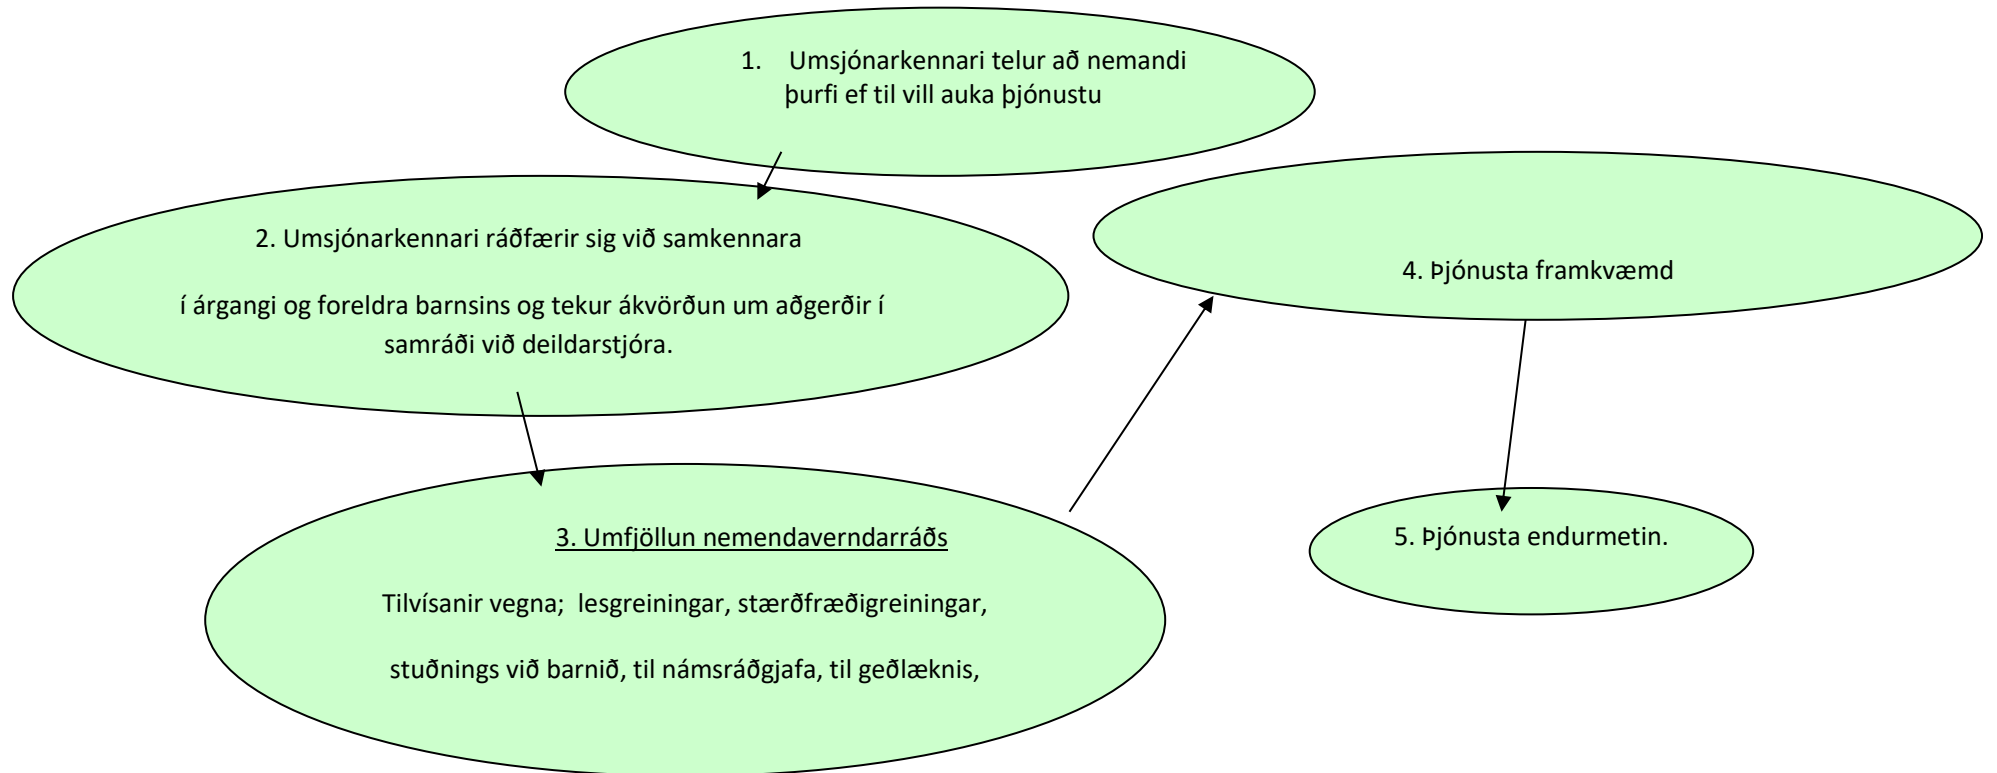 1. Umsjónarkennari telur að nemandi
þurfi ef til vill auka þjónustu
2. Umsjónarkennari ráðfærir sig við samkennara
í árgangi og foreldra barnsins og tekur ákvörðun um aðgerðir í
samráði við deildarstjóra.
3. Umfjöllun nemendaverndarráðs
Tilvísanir vegna; lesgreiningar, stærðfræðigreiningar,
stuðnings við barnið, til námsráðgjafa, til geðlæknis,
4. Þjónusta framkvæmd
5. Þjónusta endurmetin.